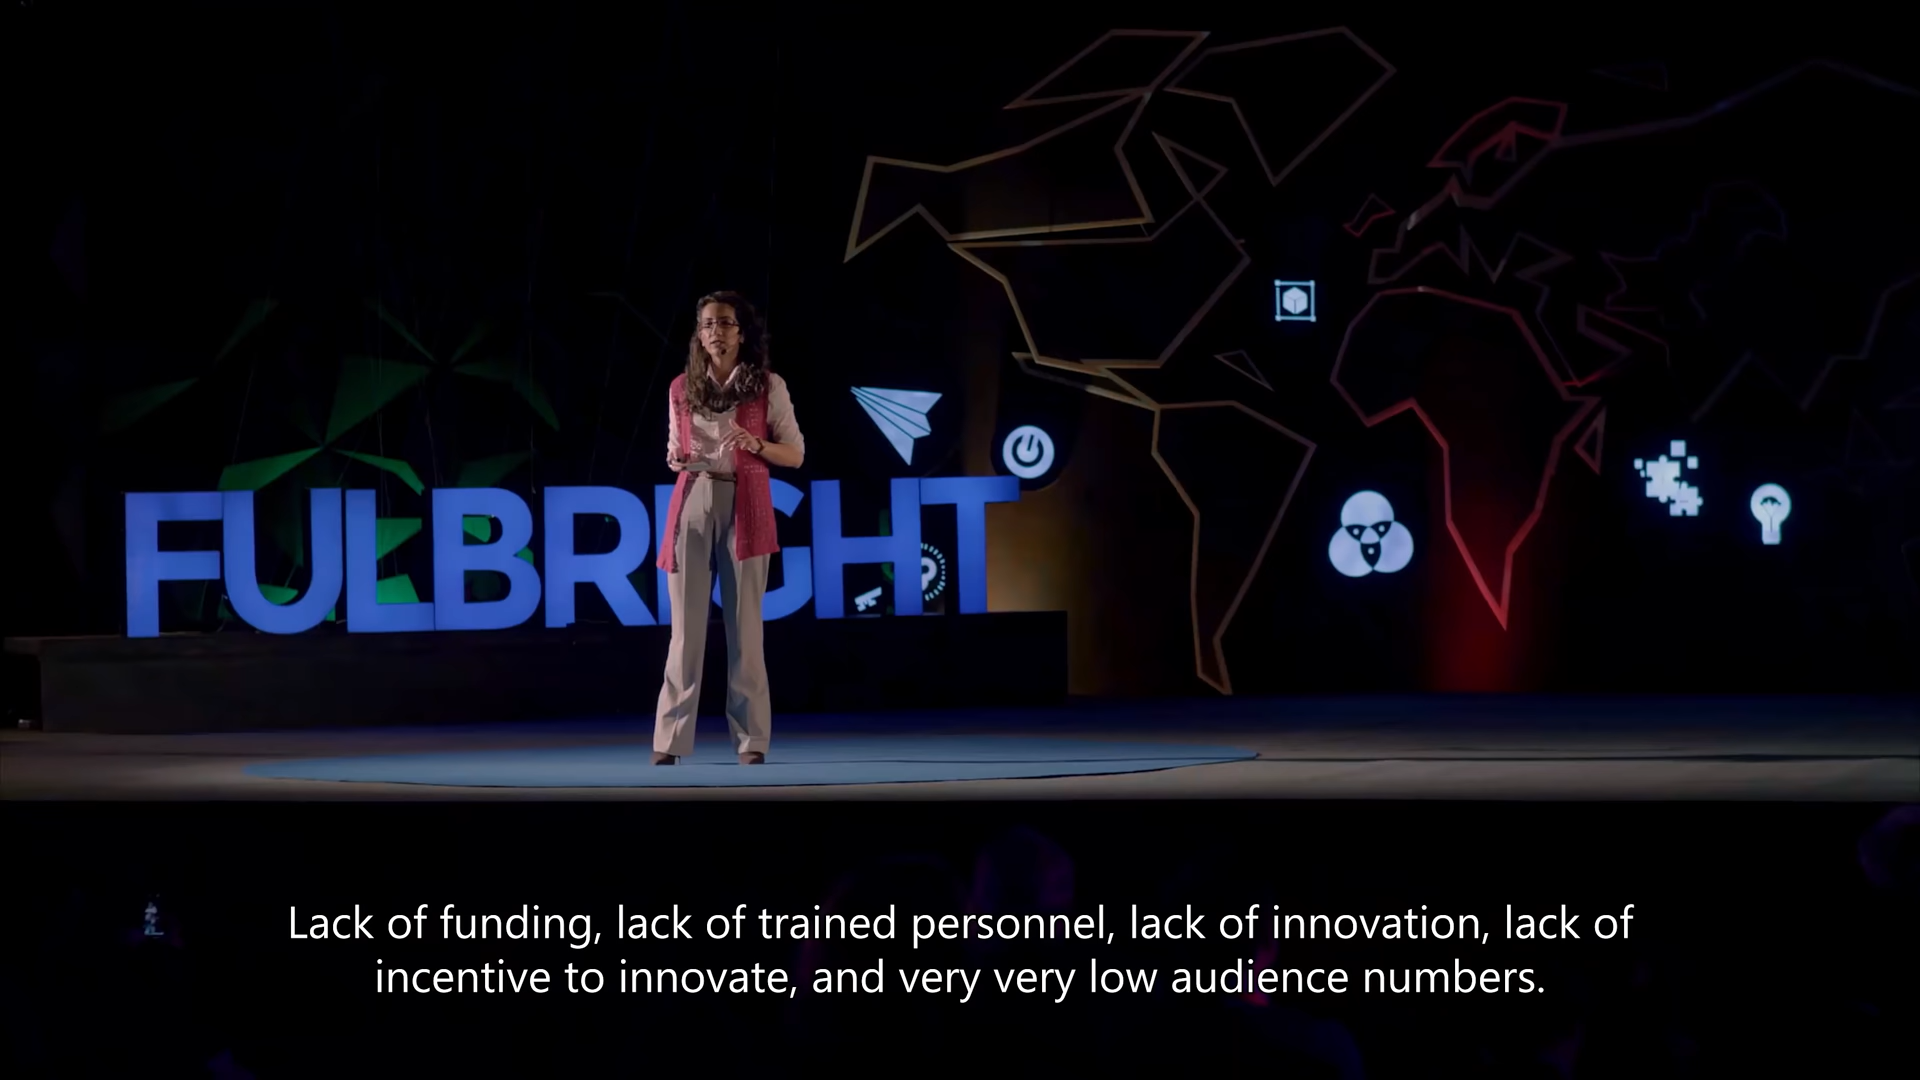 FULBRIGHT
Lack of funding, lack of trained personnel, lack of innovation, lack of
incentive to innovate, and very very low audience numbers.